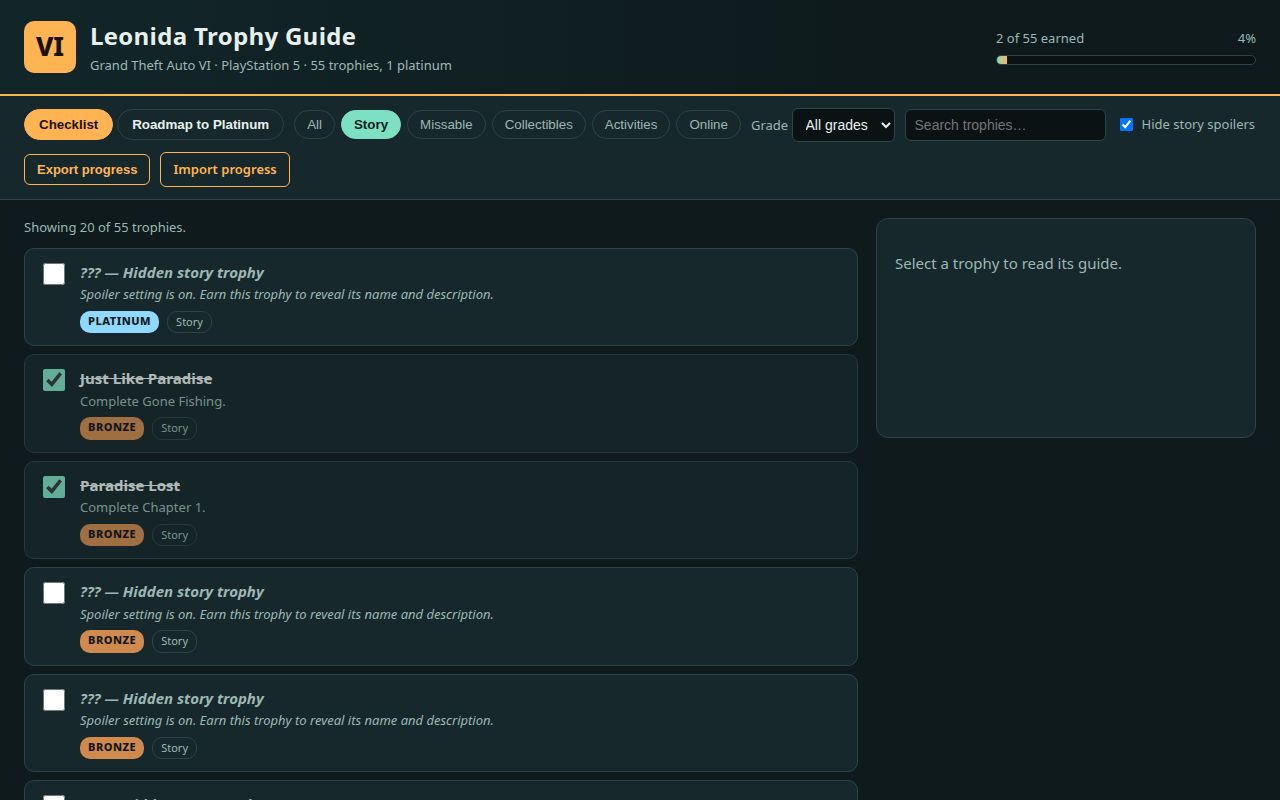 VI
Leonida Trophy Guide
Grand Theft Auto VI · PlayStation 5 · 55 trophies, 1 platinum
2 of 55 earned 4%
Checklist Roadmap to Platinum All Story Missable Collectibles Activities Online Grade All grades Search trophies… Hide story spoilers
Export progress Import progress
Showing 20 of 55 trophies.
??? — Hidden story trophy
Spoiler setting is on. Earn this trophy to reveal its name and description.
PLATINUM Story
Just Like Paradise
Complete Gone Fishing.
BRONZE Story
Paradise Lost
Complete Chapter 1.
BRONZE Story
??? — Hidden story trophy
Spoiler setting is on. Earn this trophy to reveal its name and description.
BRONZE Story
??? — Hidden story trophy
Spoiler setting is on. Earn this trophy to reveal its name and description.
BRONZE Story
Select a trophy to read its guide.